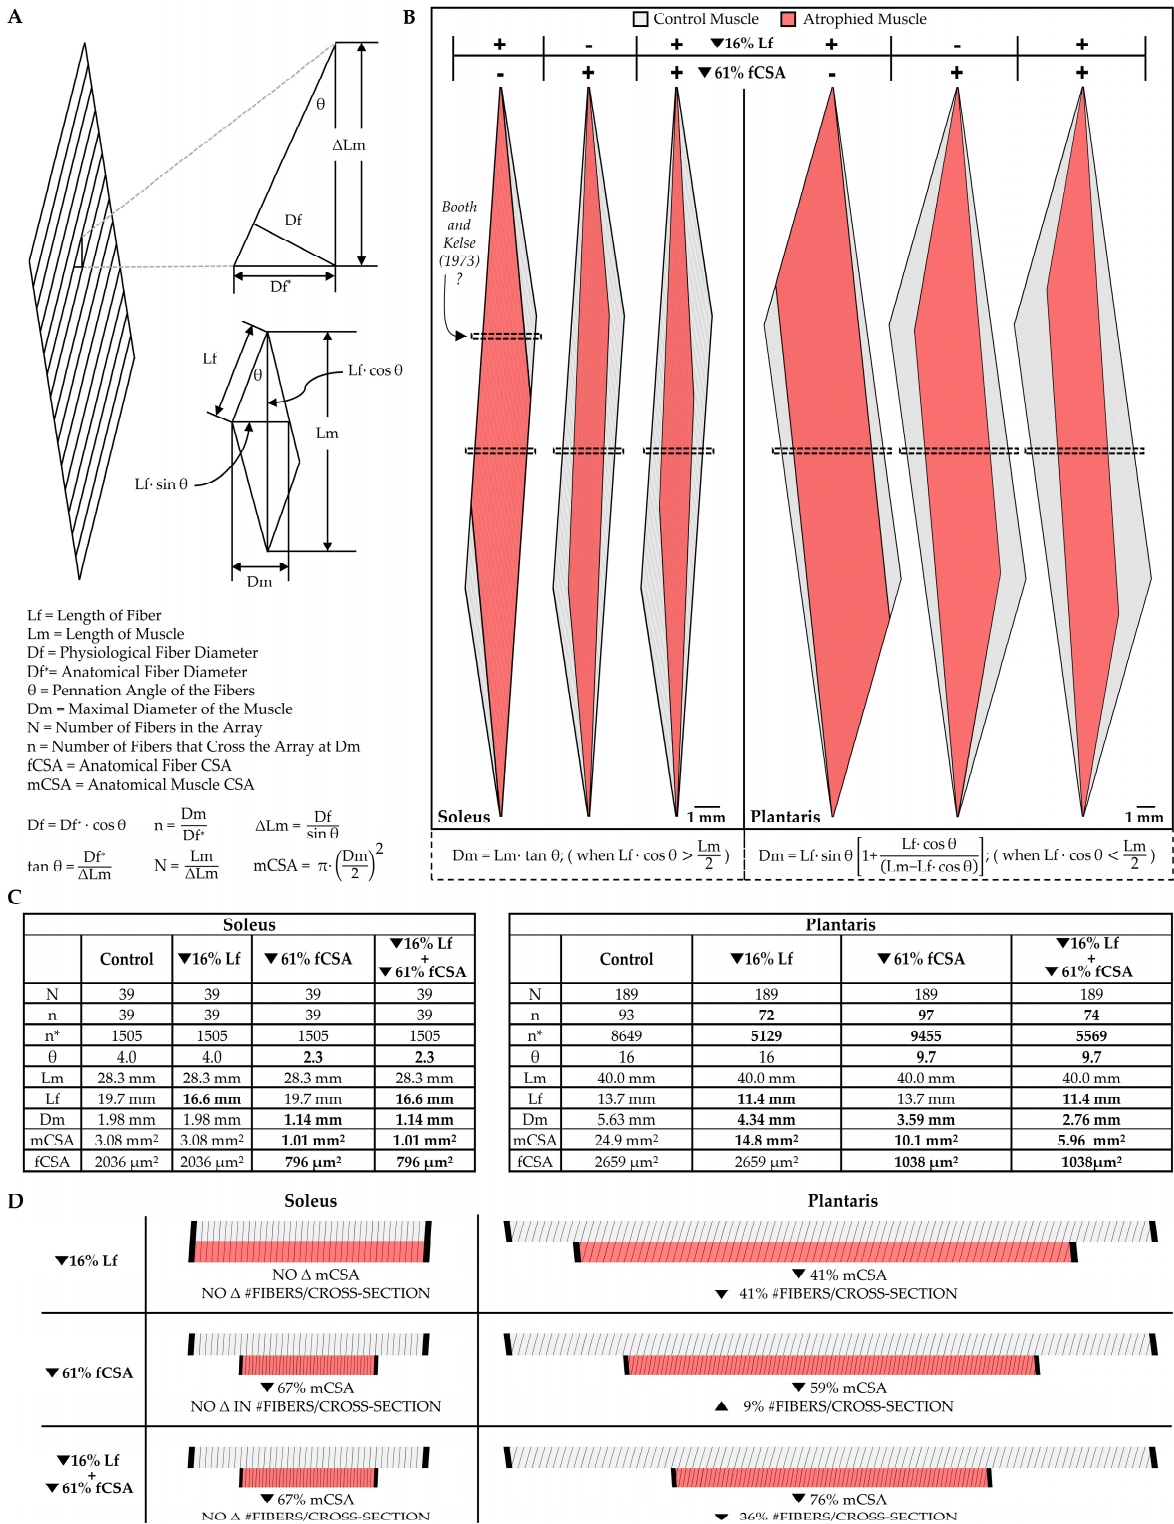 A
θ
ΔLm
Df
Df*
Lf
θ
Lf· cos θ
Lm
Lf· sin θ
Dm
Lf = Length of Fiber
Lm = Length of Muscle
Df = Physiological Fiber Diameter
Df*= Anatomical Fiber Diameter
θ = Pennation Angle of the Fibers
Dm = Maximal Diameter of the Muscle
N = Number of Fibers in the Array
n = Number of Fibers that Cross the Array at Dm
fCSA = Anatomical Fiber CSA
mCSA = Anatomical Muscle CSA
Df = Df* · cos θ n = Dm/Df* ΔLm = Df/sin θ
tan θ = Df*/ΔLm N = Lm/ΔLm mCSA = π·(Dm/2)²
B
Control Muscle Atrophied Muscle
+ - + ▼16% Lf + - +
- + + ▼61% fCSA - + +
Booth
and
Kelse
(1973)
?
Soleus 1 mm Plantaris 1 mm
Dm = Lm· tan θ; ( when Lf · cos θ > Lm/2 ) Dm = Lf· sin θ [1+ Lf· cos θ/(Lm–Lf· cos θ)]; ( when Lf · cos θ < Lm/2 )
C
Soleus
Control ▼16% Lf ▼61% fCSA ▼16% Lf + ▼61% fCSA
N 39 39 39 39
n 39 39 39 39
n* 1505 1505 1505 1505
θ 4.0 4.0 2.3 2.3
Lm 28.3 mm 28.3 mm 28.3 mm 28.3 mm
Lf 19.7 mm 16.6 mm 19.7 mm 16.6 mm
Dm 1.98 mm 1.98 mm 1.14 mm 1.14 mm
mCSA 3.08 mm² 3.08 mm² 1.01 mm² 1.01 mm²
fCSA 2036 µm² 2036 µm² 796 µm² 796 µm²
Plantaris
Control ▼16% Lf ▼61% fCSA ▼16% Lf + ▼61% fCSA
N 189 189 189 189
n 93 72 97 74
n* 8649 5129 9455 5569
θ 16 16 9.7 9.7
Lm 40.0 mm 40.0 mm 40.0 mm 40.0 mm
Lf 13.7 mm 11.4 mm 13.7 mm 11.4 mm
Dm 5.63 mm 4.34 mm 3.59 mm 2.76 mm
mCSA 24.9 mm² 14.8 mm² 10.1 mm² 5.96 mm²
fCSA 2659 µm² 2659 µm² 1038 µm² 1038µm²
D
Soleus Plantaris
▼16% Lf
NO Δ mCSA ▼ 41% mCSA
NO Δ #FIBERS/CROSS-SECTION ▼ 41% #FIBERS/CROSS-SECTION
▼61% fCSA
▼ 67% mCSA ▼ 59% mCSA
NO Δ IN #FIBERS/CROSS-SECTION ▲ 9% #FIBERS/CROSS-SECTION
▼16% Lf
+
▼61% fCSA
▼ 67% mCSA ▼ 76% mCSA
NO Δ #FIBERS/CROSS-SECTION ▼ 36% #FIBERS/CROSS-SECTION